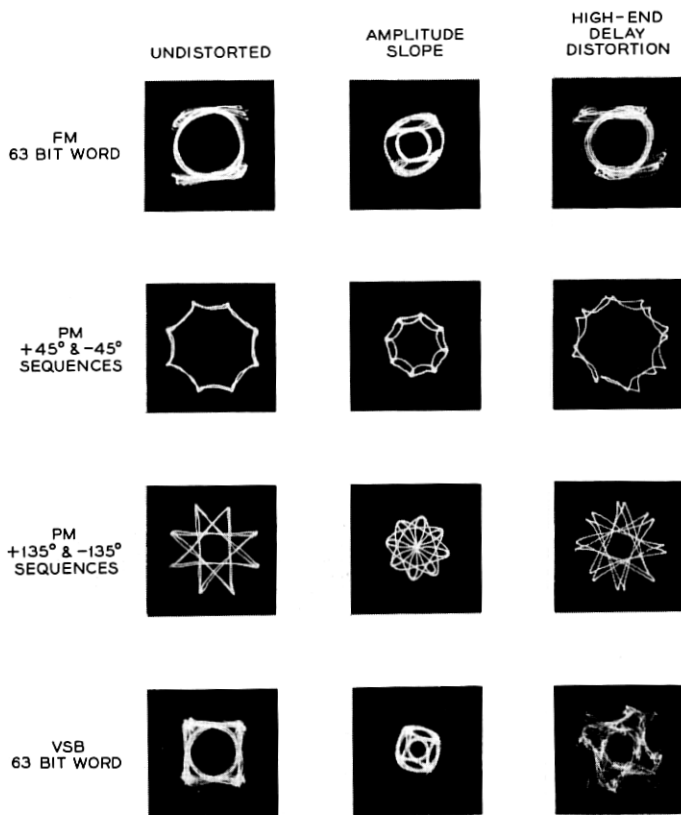 UNDISTORTED
AMPLITUDE
SLOPE
HIGH-END
DELAY
DISTORTION
FM
63 BIT WORD
PM
+45° & -45°
SEQUENCES
PM
+135° & -135°
SEQUENCES
VSB
63 BIT WORD